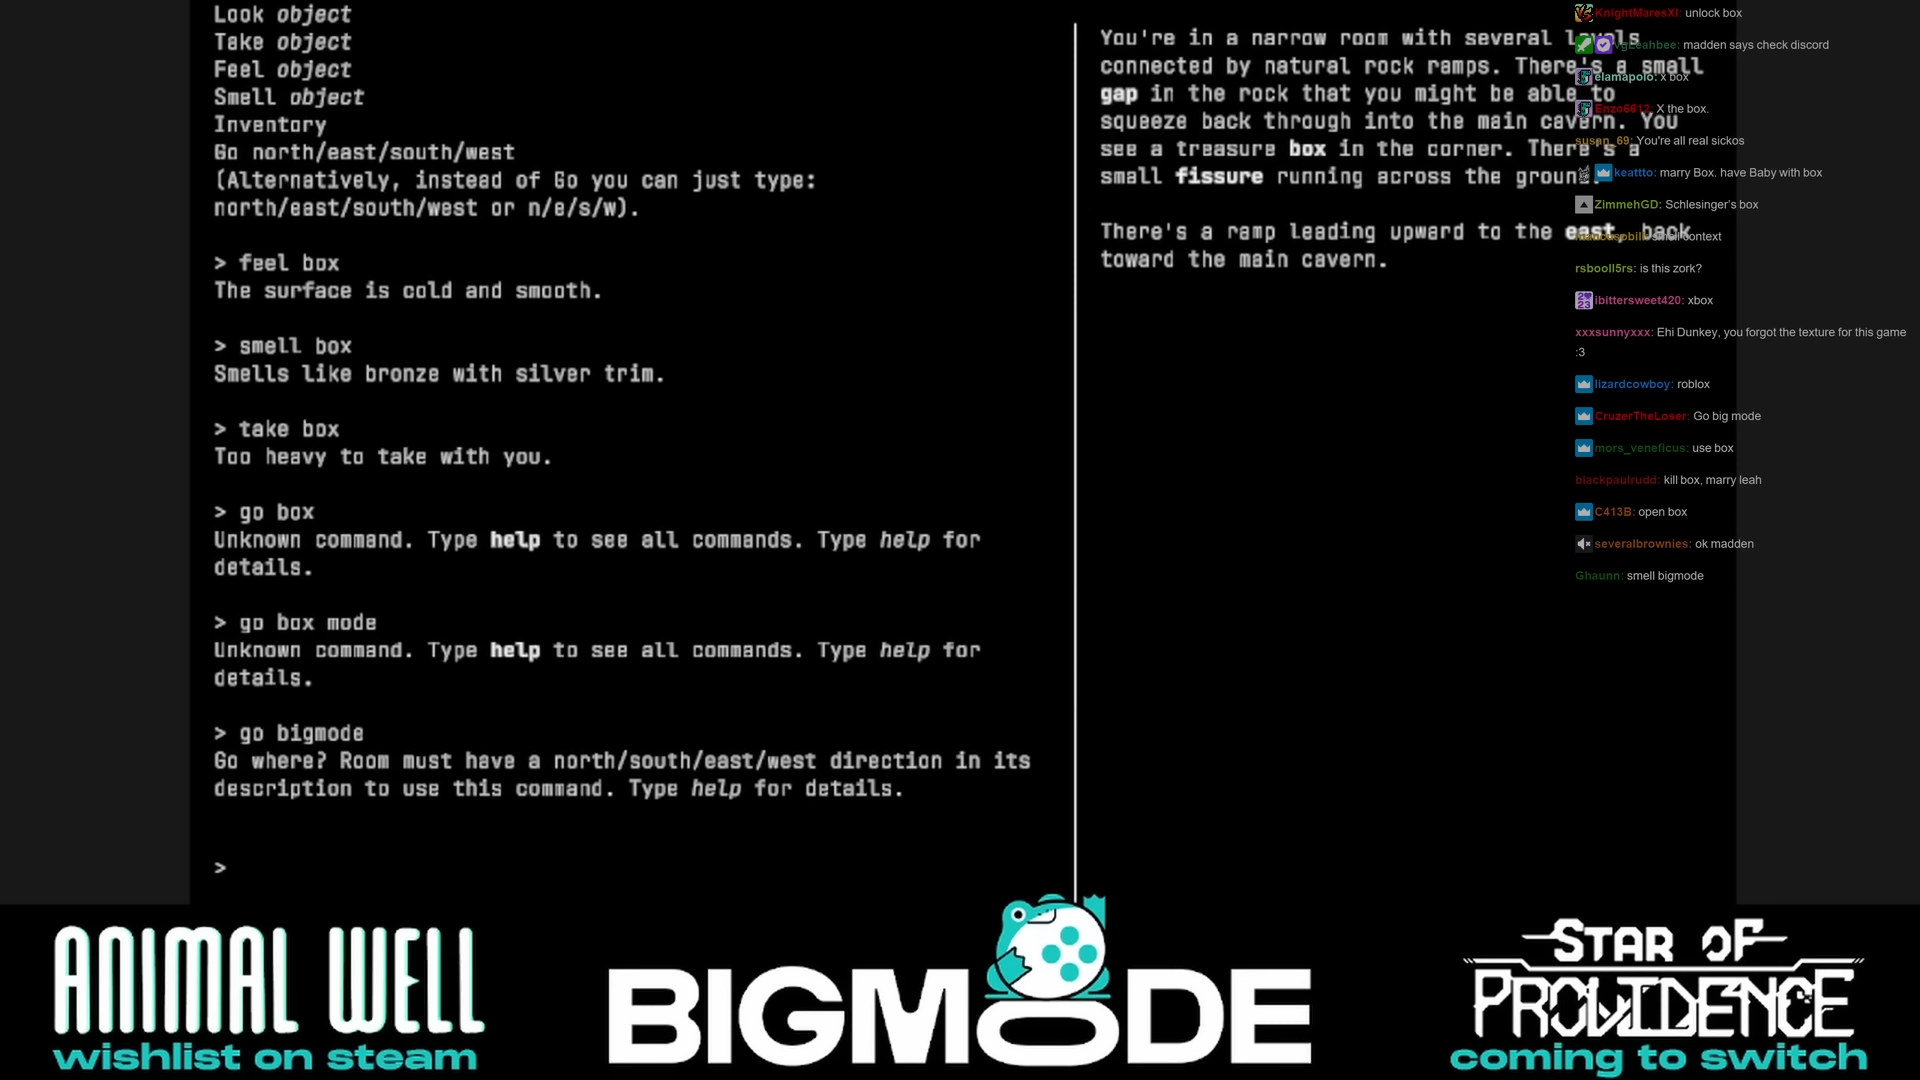 Look object
Take object
Feel object
Smell object
Inventory
Go north/east/south/west
(Alternatively, instead of Go you can just type:
north/east/south/west or n/e/s/w).
> feel box
The surface is cold and smooth.
> smell box
Smells like bronze with silver trim.
> take box
Too heavy to take with you.
> go box
Unknown command. Type help to see all commands. Type help for
details.
> go box mode
Unknown command. Type help to see all commands. Type help for
details.
> go bigmode
Go where? Room must have a north/south/east/west direction in its
description to use this command. Type help for details.
>
You're in a narrow room with several levels
connected by natural rock ramps. There's a small
gap in the rock that you might be able to
squeeze back through into the main cavern. You
see a treasure box in the corner. There's a
small fissure running across the ground.
There's a ramp leading upward to the east, back
toward the main cavern.
KnightMaresXI: unlock box
vgLeahbee: madden says check discord
elamapolo: x box
Enzo6612: X the box.
susan_69: You're all real sickos
keattto: marry Box. have Baby with box
ZimmehGD: Schlesinger's box
smell context
rsbooll5rs: is this zork?
ibittersweet420: xbox
xxxsunnyxxx: Ehi Dunkey, you forgot the texture for this game
:3
lizardcowboy: roblox
CruzerTheLoser: Go big mode
mors_veneficus: use box
blackpaulrudd: kill box, marry leah
C413B: open box
severalbrownies: ok madden
Ghaunn: smell bigmode
ANIMAL WELL
wishlist on steam
BIGMODE
STAR OF
PROVIDENCE
coming to switch